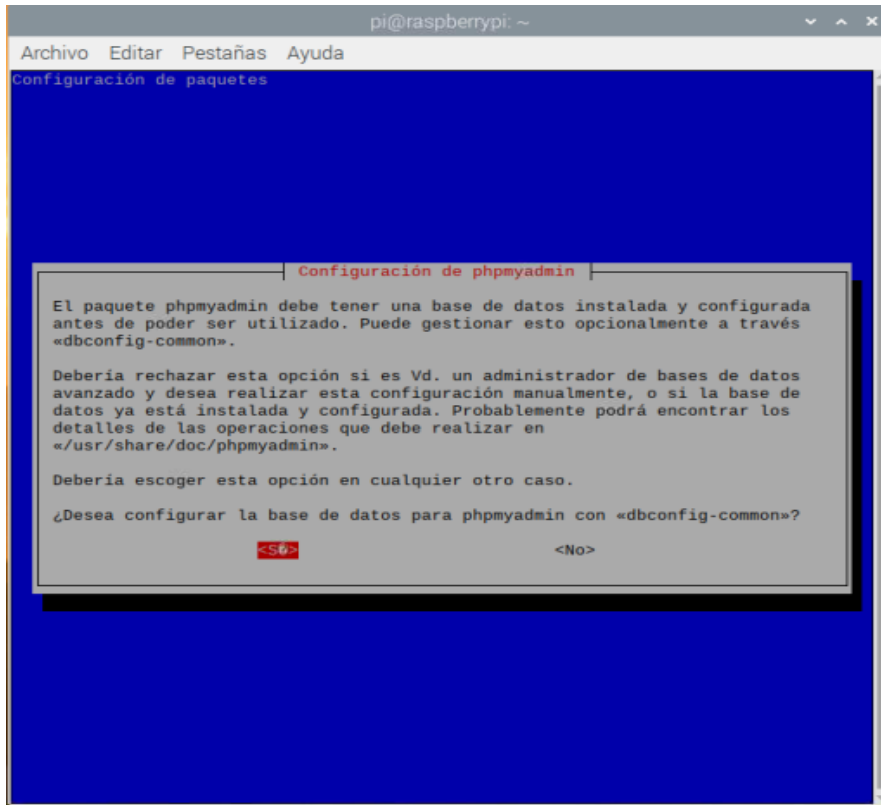 pi@raspberrypi: ~
Archivo Editar Pestañas Ayuda
Configuración de paquetes
Configuración de phpmyadmin
El paquete phpmyadmin debe tener una base de datos instalada y configurada
antes de poder ser utilizado. Puede gestionar esto opcionalmente a través
«dbconfig-common».
Debería rechazar esta opción si es Vd. un administrador de bases de datos
avanzado y desea realizar esta configuración manualmente, o si la base de
datos ya está instalada y configurada. Probablemente podrá encontrar los
detalles de las operaciones que debe realizar en
«/usr/share/doc/phpmyadmin».
Debería escoger esta opción en cualquier otro caso.
¿Desea configurar la base de datos para phpmyadmin con «dbconfig-common»?
<S�> <No>